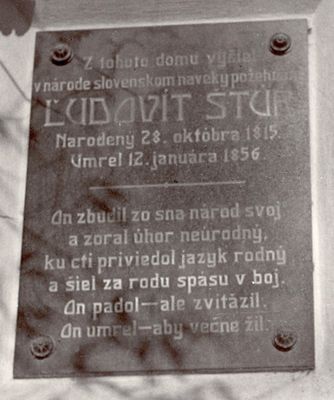 Z tohoto domu vyšiel
v národe slovenskom naveky požehnaný
ĽUDOVÍT ŠTÚR
Narodený 28. októbra 1815.
Umrel 12. januára 1856.
On zbudil zo sna národ svoj
a zoral úhor neúrodný,
ku cti priviedol jazyk rodný
a šiel za rodu spásu v boj.
On padol—ale zvíťazil.
On umrel—aby večne žil.